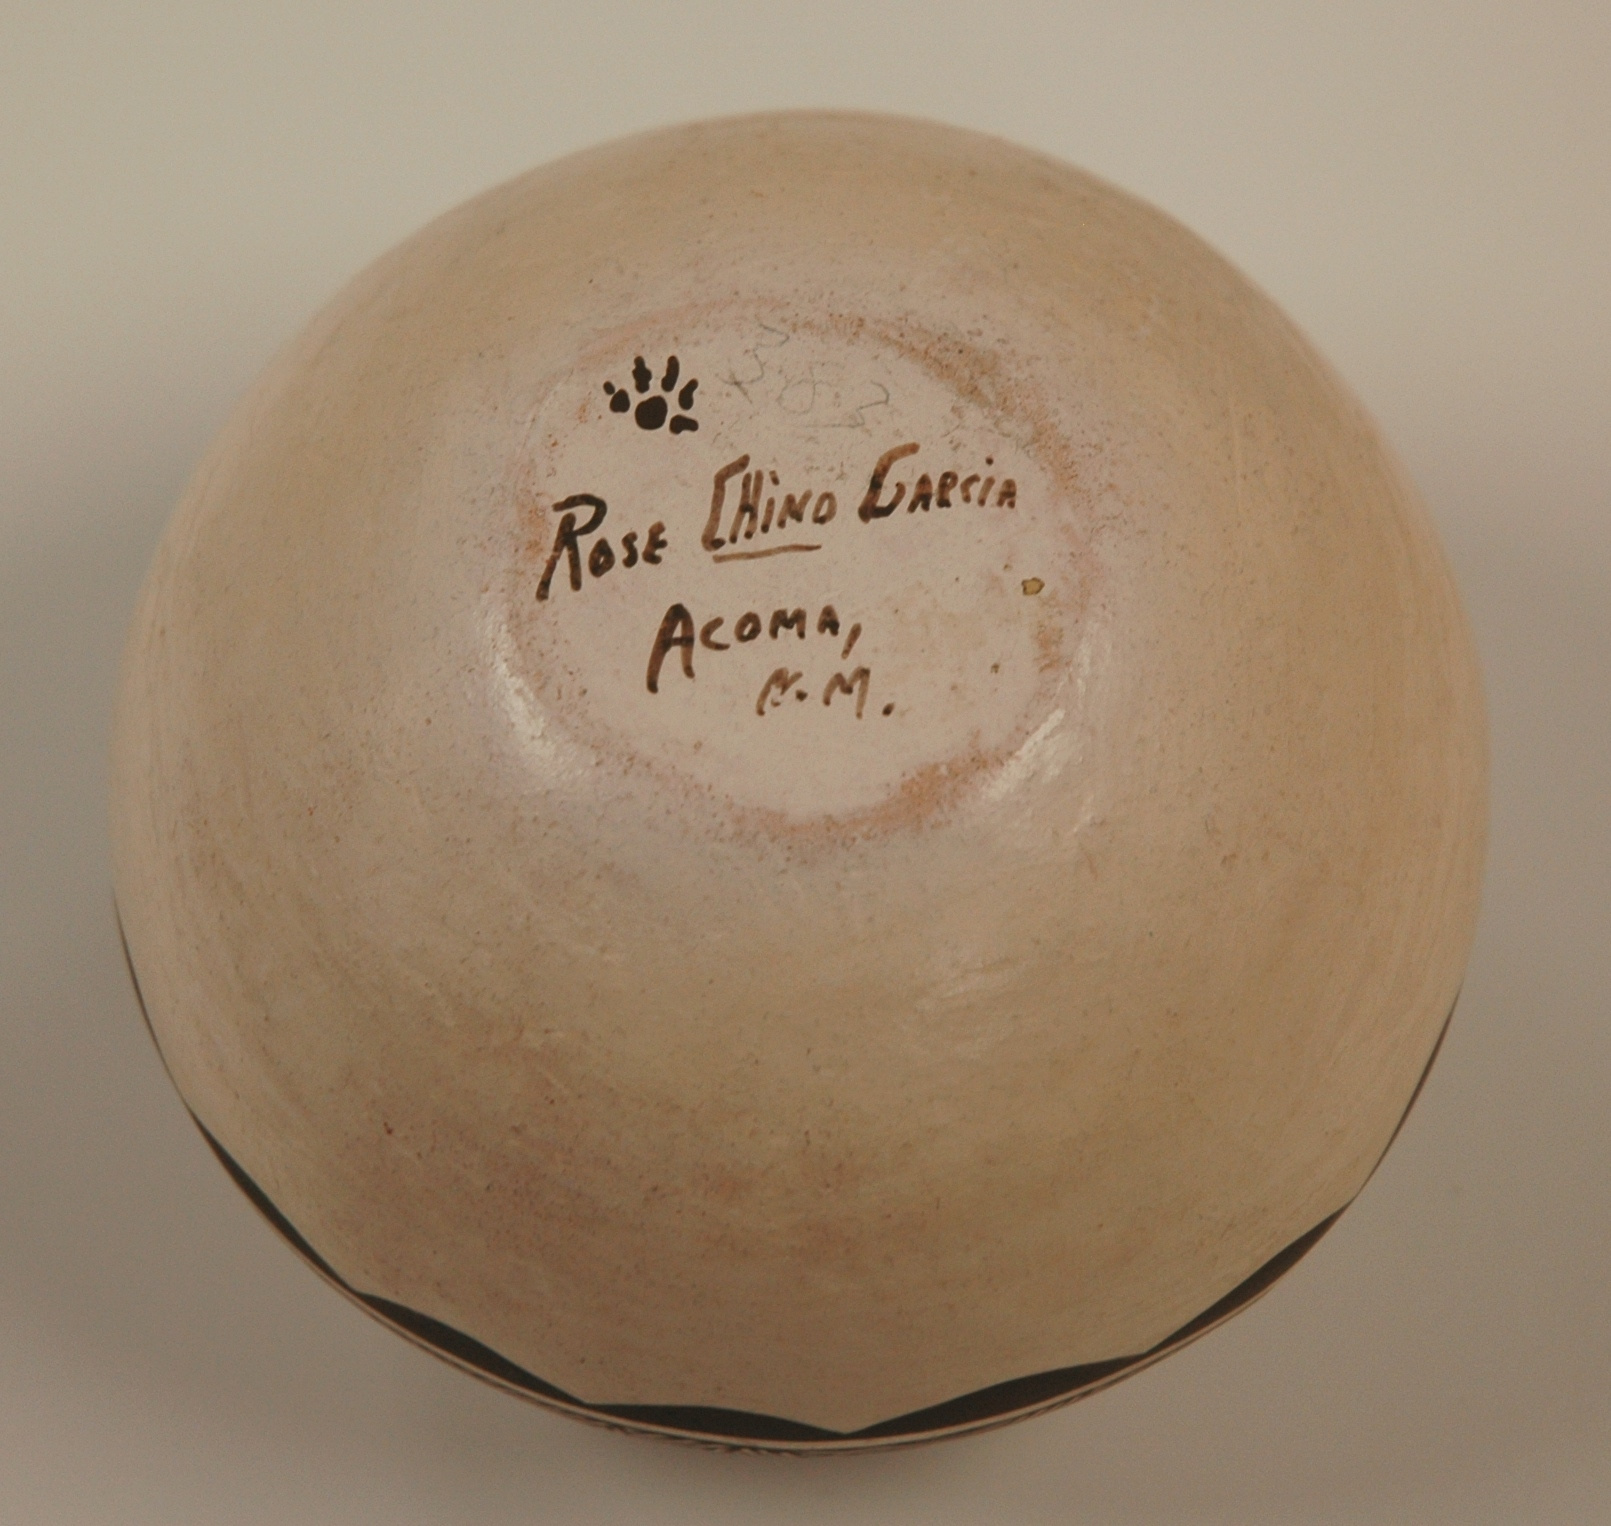 Rose Chino Garcia
Acoma,
N.M.